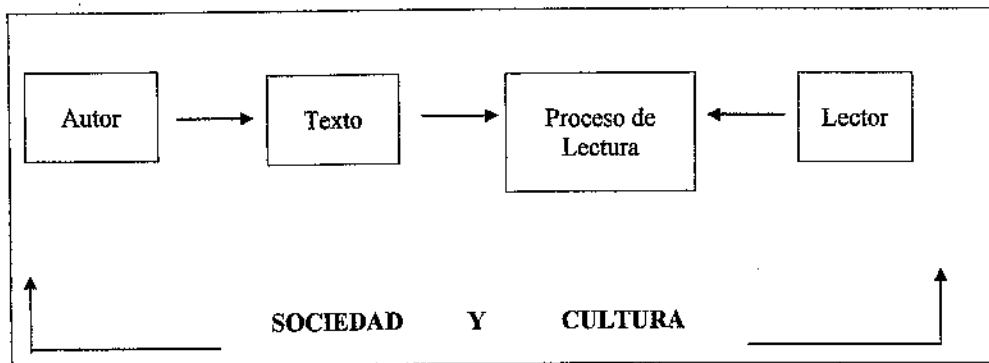 Autor
Texto
Proceso de
Lectura
Lector
SOCIEDAD Y CULTURA